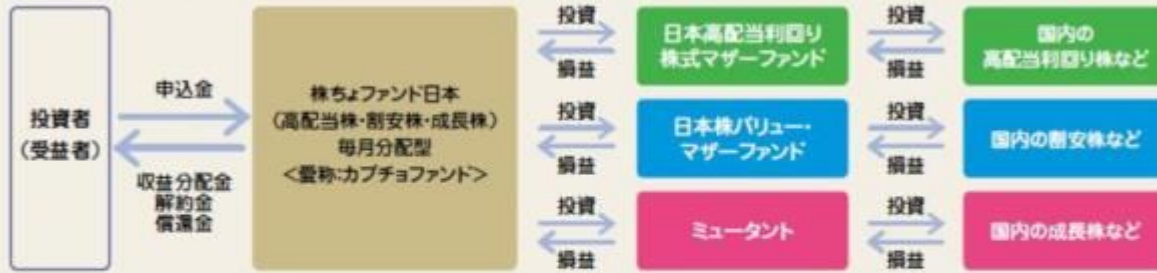 投資者
(受益者)
申込金
収益分配金
解約金
償還金
株ちょファンド日本
(高配当株・割安株・成長株)
毎月分配型
<愛称:カブチョファンド>
投資
損益
日本高配当利回り
株式マザーファンド
投資
損益
国内の
高配当利回り株など
投資
損益
日本株バリュー・
マザーファンド
投資
損益
国内の割安株など
投資
損益
ミュータント
投資
損益
国内の成長株など